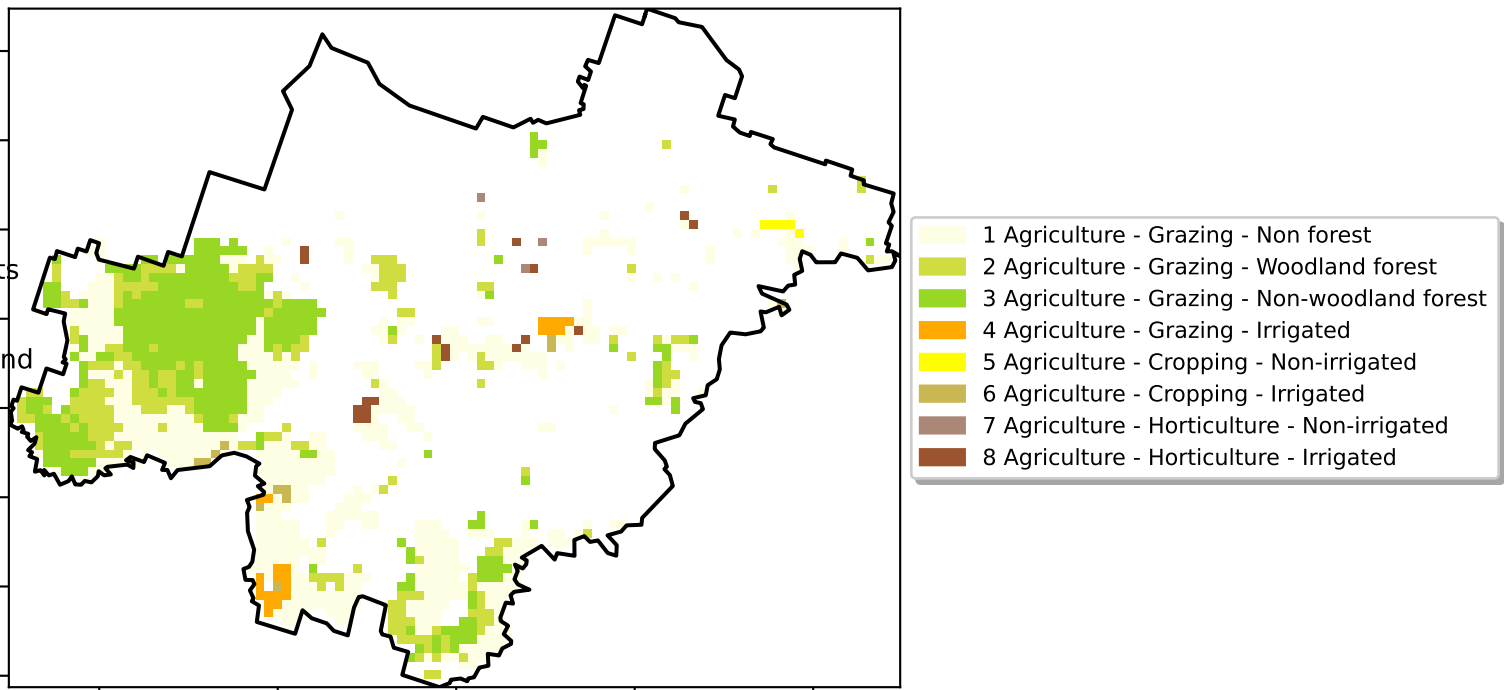 ts
nd
1 Agriculture - Grazing - Non forest
2 Agriculture - Grazing - Woodland forest
3 Agriculture - Grazing - Non-woodland forest
4 Agriculture - Grazing - Irrigated
5 Agriculture - Cropping - Non-irrigated
6 Agriculture - Cropping - Irrigated
7 Agriculture - Horticulture - Non-irrigated
8 Agriculture - Horticulture - Irrigated